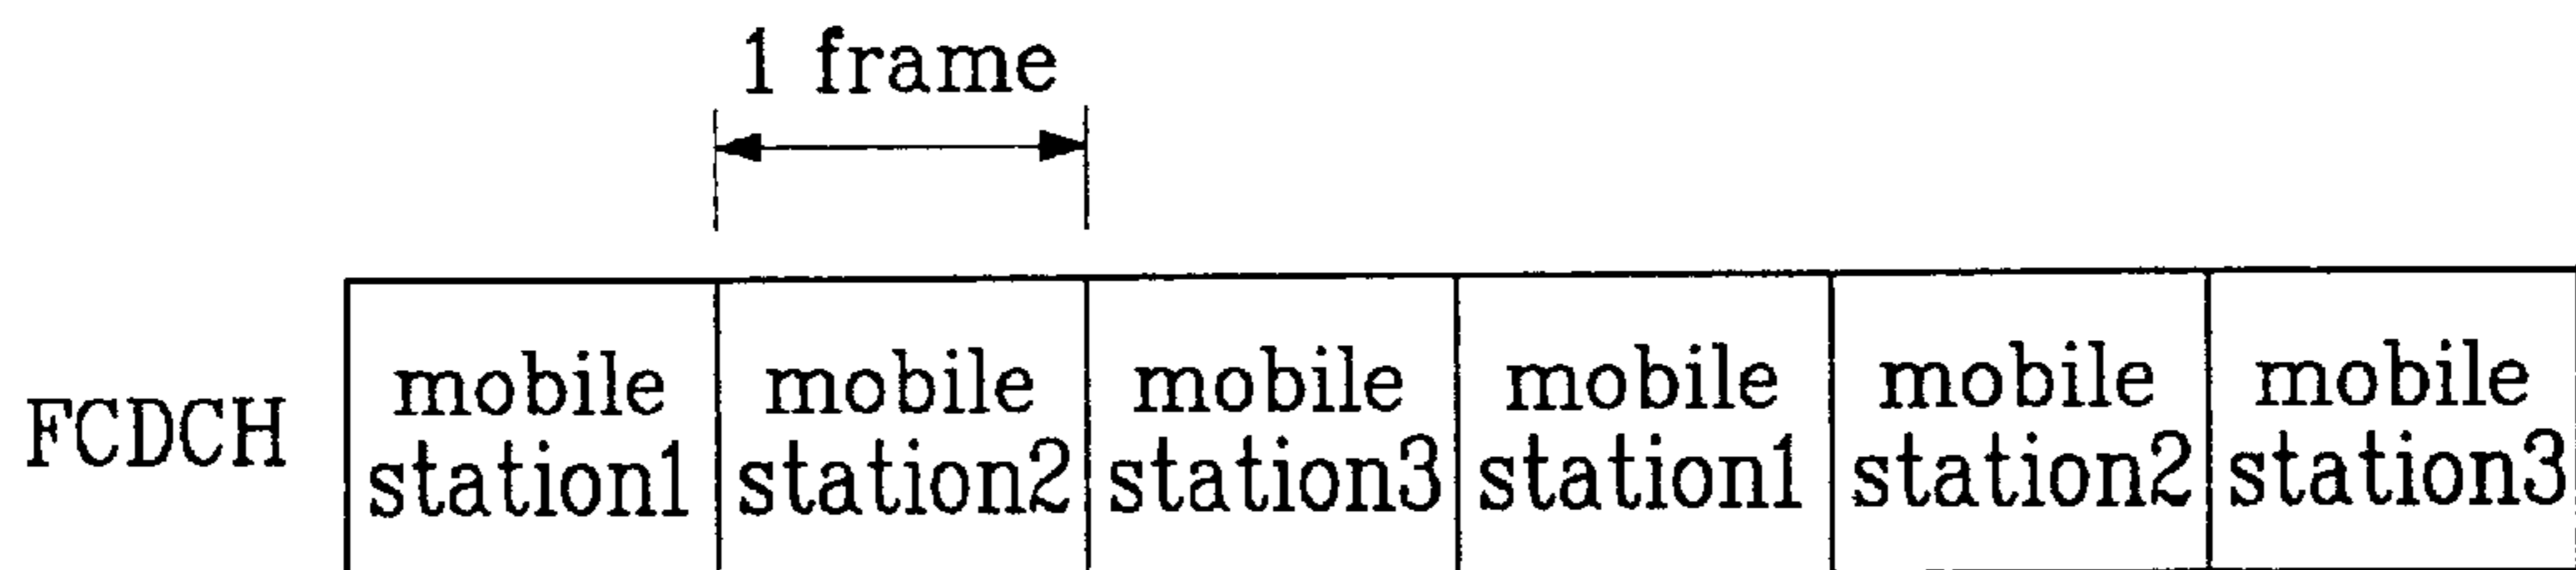 1 frame
FCDCH
mobile
station1
mobile
station2
mobile
station3
mobile
station1
mobile
station2
mobile
station3